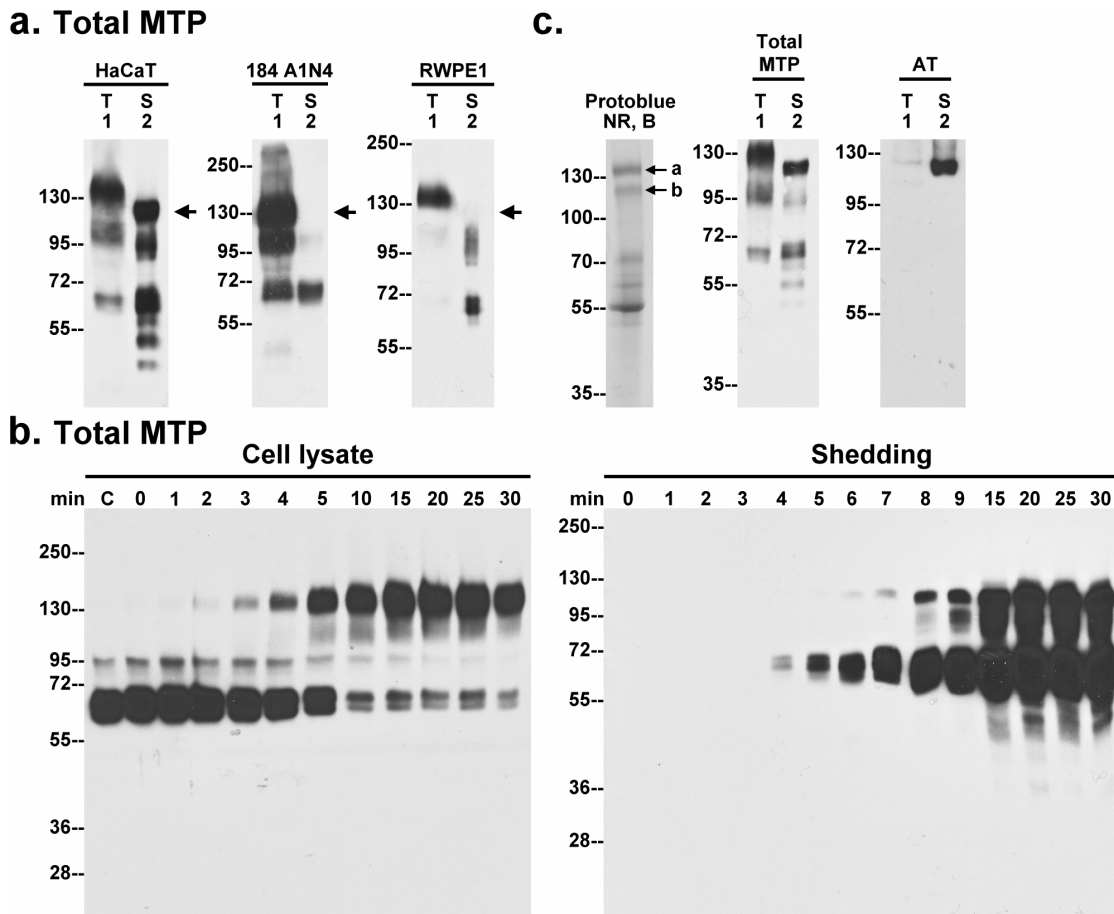 a. Total MTP
HaCaT
T S
1 2
130--
95--
72--
55--
184 A1N4
T S
1 2
250--
130--
95--
72--
55--
RWPE1
T S
1 2
250--
130--
95--
72--
55--
c.
Protoblue
NR, B
a
b
130--
100--
70--
55--
35--
Total
MTP
T S
1 2
130--
95--
72--
55--
35--
AT
T S
1 2
130--
95--
72--
55--
b. Total MTP
Cell lysate
min C 0 1 2 3 4 5 10 15 20 25 30
250--
130--
95--
72--
55--
36--
28--
Shedding
min 0 1 2 3 4 5 6 7 8 9 15 20 25 30
250--
130--
95--
72--
55--
36--
28--